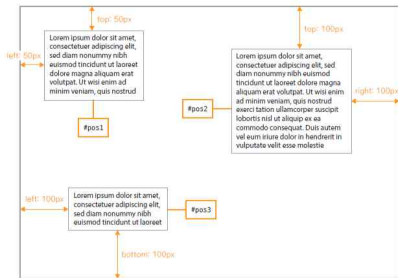 top: 50px
left: 50px
Lorem ipsum dolor sit amet,
consectetuer adipiscing elit,
sed diam nonummy nibh
euismod tincidunt ut laoreet
dolore magna aliquam erat
volutpat. Ut wisi enim ad
minim veniam, quis nostrud
#pos1
top: 100px
Lorem ipsum dolor sit amet,
consectetuer adipiscing elit,
sed diam nonummy nibh euismod
tincidunt ut laoreet dolore magna
aliquam erat volutpat. Ut wisi enim
ad minim veniam, quis nostrud
exerci tation ullamcorper suscipit
lobortis nisl ut aliquip ex ea
commodo consequat. Duis autem
vel eum iriure dolor in hendrerit in
vulputate velit esse molestie
#pos2
right: 100px
left: 100px
Lorem ipsum dolor sit amet,
consectetuer adipiscing elit,
sed diam nonummy nibh
euismod tincidunt ut laoreet
#pos3
bottom: 100px